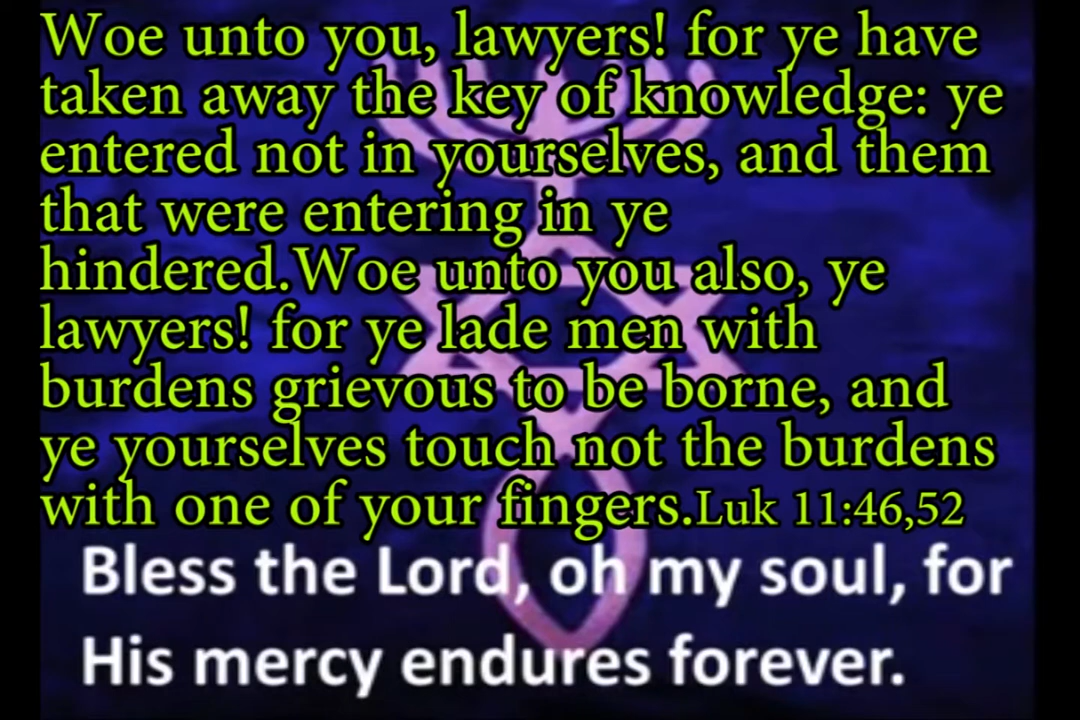 Woe unto you, lawyers! for ye have
taken away the key of knowledge: ye
entered not in yourselves, and them
that were entering in ye
hindered.Woe unto you also, ye
lawyers! for ye lade men with
burdens grievous to be borne, and
ye yourselves touch not the burdens
with one of your fingers.Luk 11:46,52
Bless the Lord, oh my soul, for
His mercy endures forever.